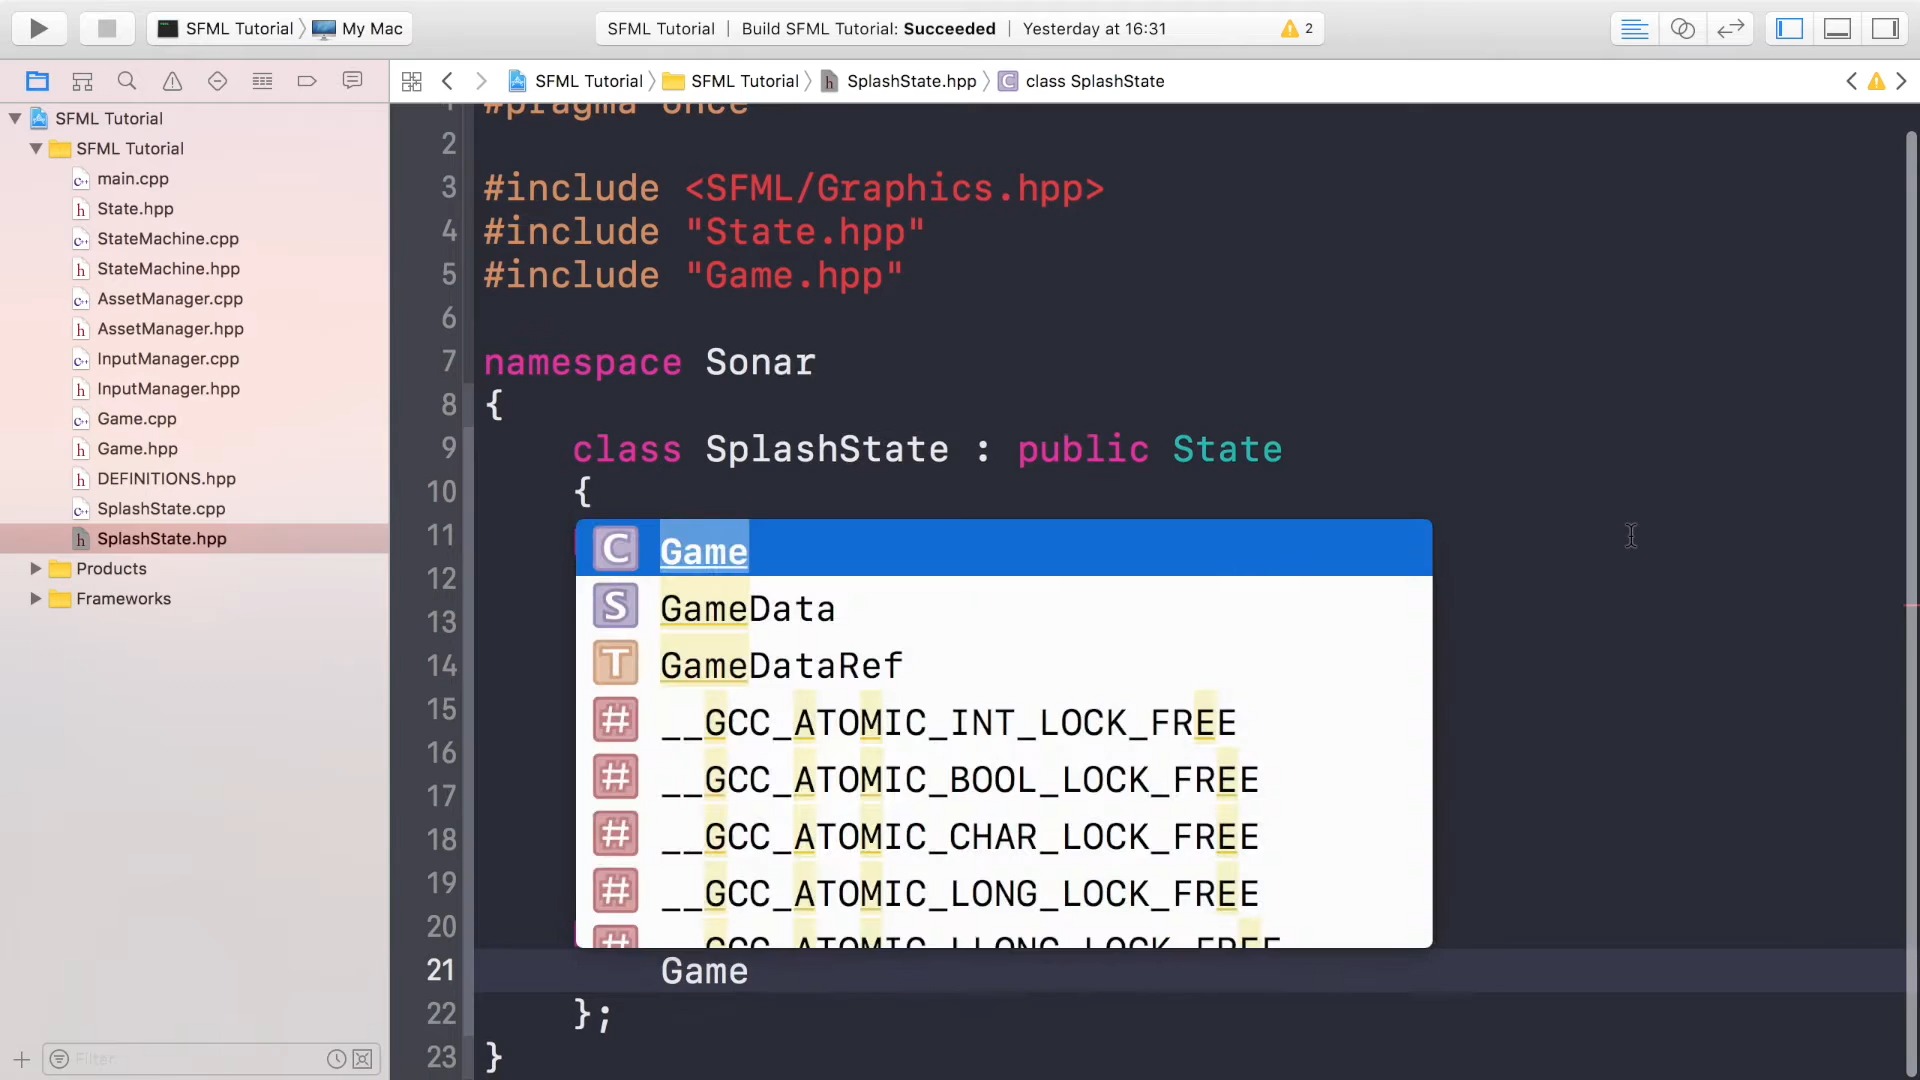 SFML Tutorial
My Mac
SFML Tutorial | Build SFML Tutorial: Succeeded | Yesterday at 16:31
2
SFML Tutorial
SFML Tutorial
SplashState.hpp
class SplashState
SFML Tutorial
SFML Tutorial
main.cpp
State.hpp
StateMachine.cpp
StateMachine.hpp
AssetManager.cpp
AssetManager.hpp
InputManager.cpp
InputManager.hpp
Game.cpp
Game.hpp
DEFINITIONS.hpp
SplashState.cpp
SplashState.hpp
Products
Frameworks
Filter
1 #pragma once
2
3 #include <SFML/Graphics.hpp>
4 #include "State.hpp"
5 #include "Game.hpp"
6
7 namespace Sonar
8 {
9 class SplashState : public State
10 {
11
12
13
14
15
16
17
18
19
20
C Game
S GameData
T GameDataRef
# __GCC_ATOMIC_INT_LOCK_FREE
# __GCC_ATOMIC_BOOL_LOCK_FREE
# __GCC_ATOMIC_CHAR_LOCK_FREE
# __GCC_ATOMIC_LONG_LOCK_FREE
# __GCC_ATOMIC_LLONG_LOCK_FREE
21 Game
22 };
23 }